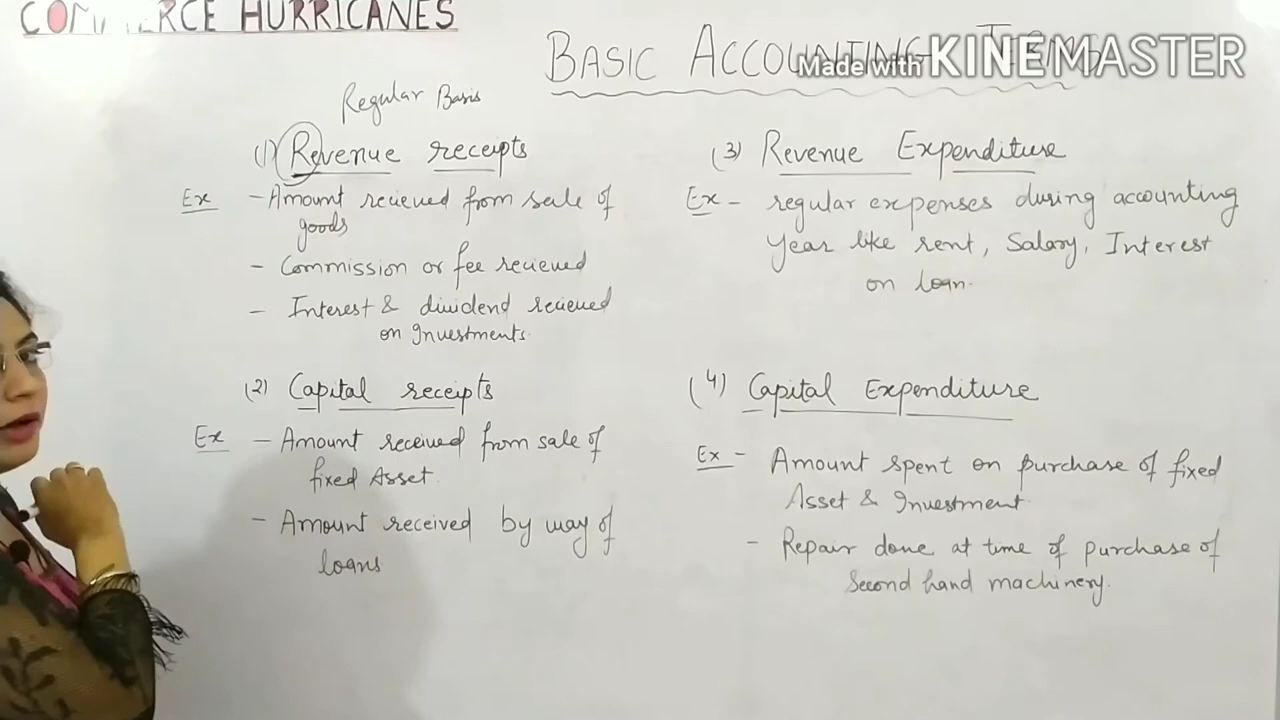 COMMERCE HURRICANES
BASIC ACCOUNTING TERMS
Made with KINEMASTER
Regular Basis
(1) Revenue receipts
Ex - Amount recieved from sale of
goods
- Commission or fee recieved
- Interest & dividend recieved
on Investments.
(2) Capital receipts
Ex - Amount received from sale of
fixed Asset.
- Amount received by way of
loans
(3) Revenue Expenditure
Ex - regular expenses during accounting
year like rent, Salary, Interest
on loan.
(4) Capital Expenditure
Ex - Amount spent on purchase of fixed
Asset & Investment.
- Repair done at time of purchase of
Second hand machinery.